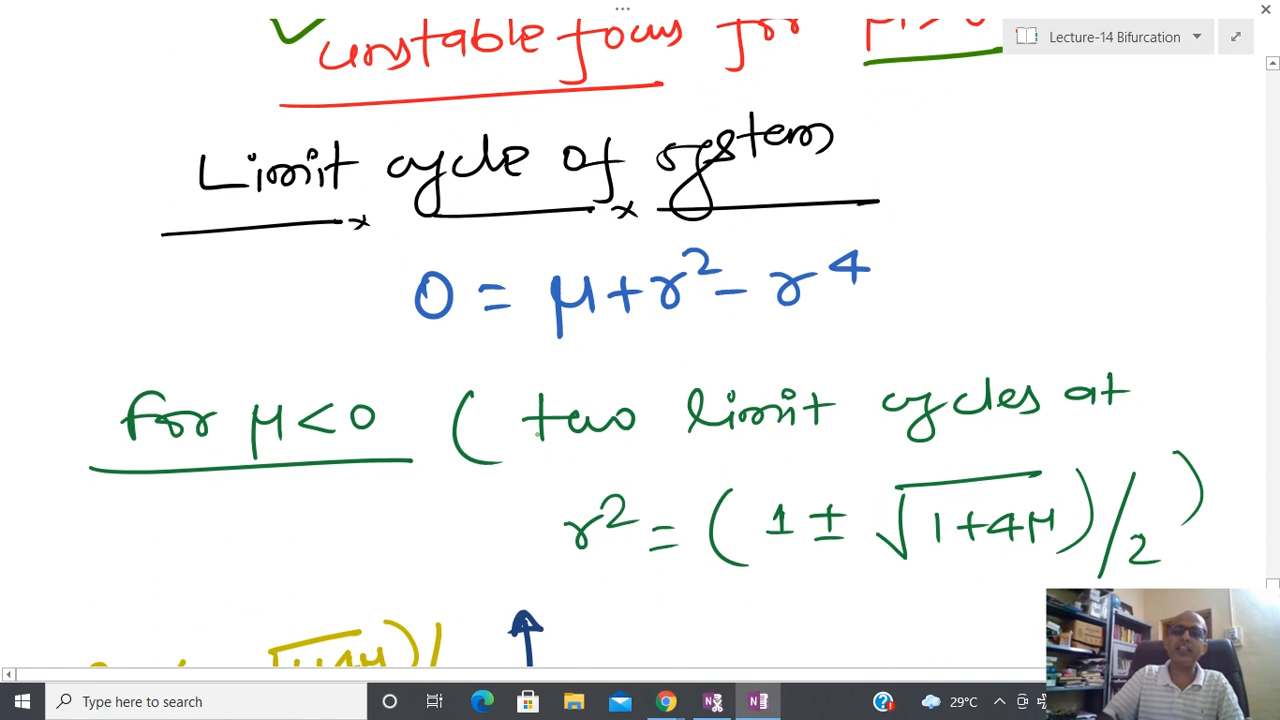 Lecture-14 Bifurcation
unstable focus for μ>0
Limit cycle of system
0 = μ+r²- r⁴
for μ<0 ( two limit cycles at
r² = ( 1 ± √1+4μ)/2 )
Type here to search
29°C